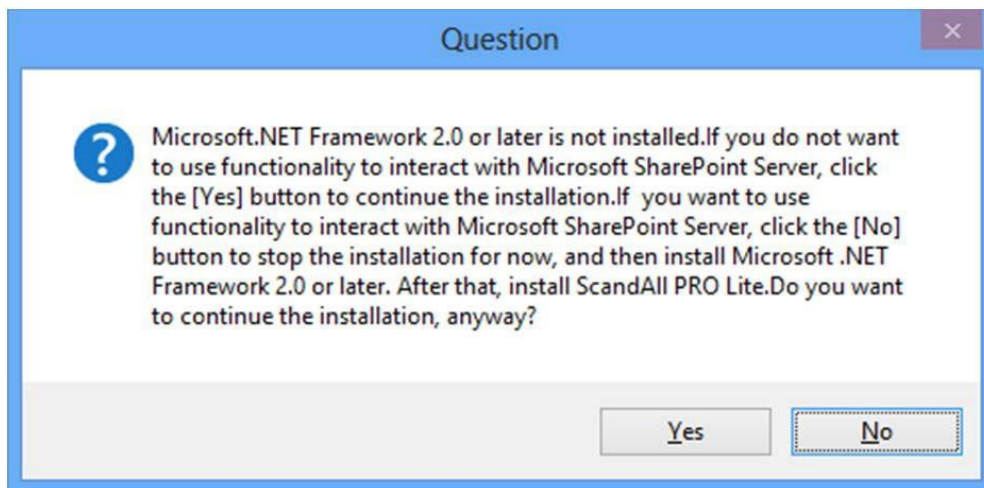 Question
Microsoft.NET Framework 2.0 or later is not installed.If you do not want
to use functionality to interact with Microsoft SharePoint Server, click
the [Yes] button to continue the installation.If  you want to use
functionality to interact with Microsoft SharePoint Server, click the [No]
button to stop the installation for now, and then install Microsoft .NET
Framework 2.0 or later. After that, install ScandAll PRO Lite.Do you want
to continue the installation, anyway?
Yes
No